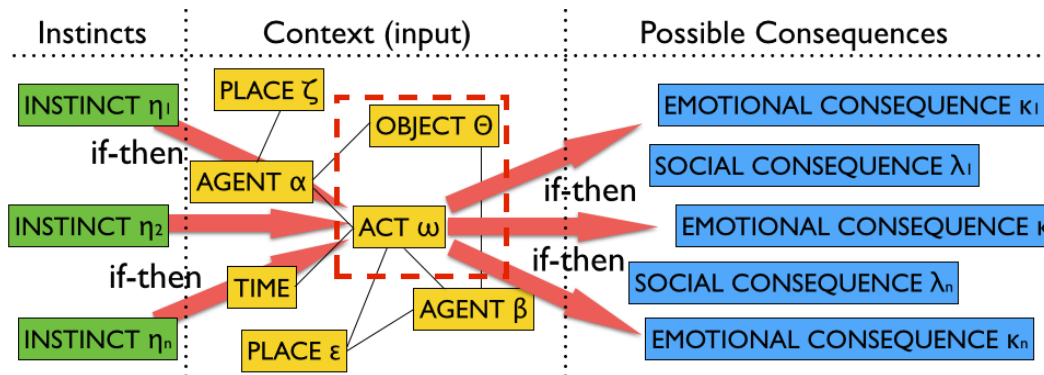 Instincts
Context (input)
Possible Consequences
INSTINCT η1
if-then
INSTINCT η2
if-then
INSTINCT ηn
PLACE ζ
OBJECT Θ
AGENT α
ACT ω
TIME
AGENT β
PLACE ε
if-then
if-then
EMOTIONAL CONSEQUENCE κ1
SOCIAL CONSEQUENCE λ1
EMOTIONAL CONSEQUENCE κ
SOCIAL CONSEQUENCE λn
EMOTIONAL CONSEQUENCE κn